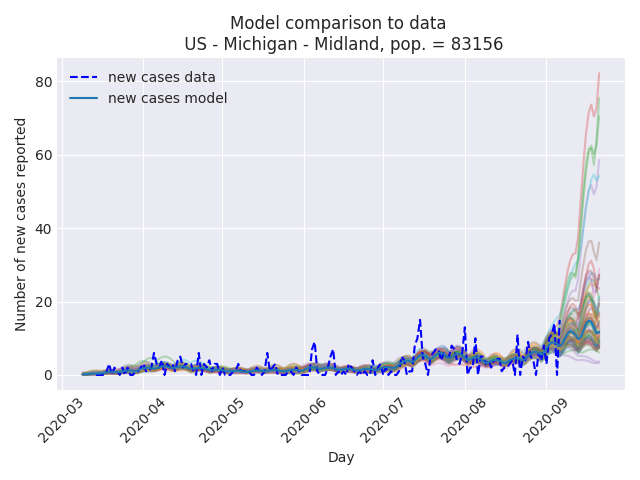 Model comparison to data
US - Michigan - Midland, pop. = 83156
new cases data
new cases model
Number of new cases reported
80
60
40
20
0
2020-03
2020-04
2020-05
2020-06
2020-07
2020-08
2020-09
Day